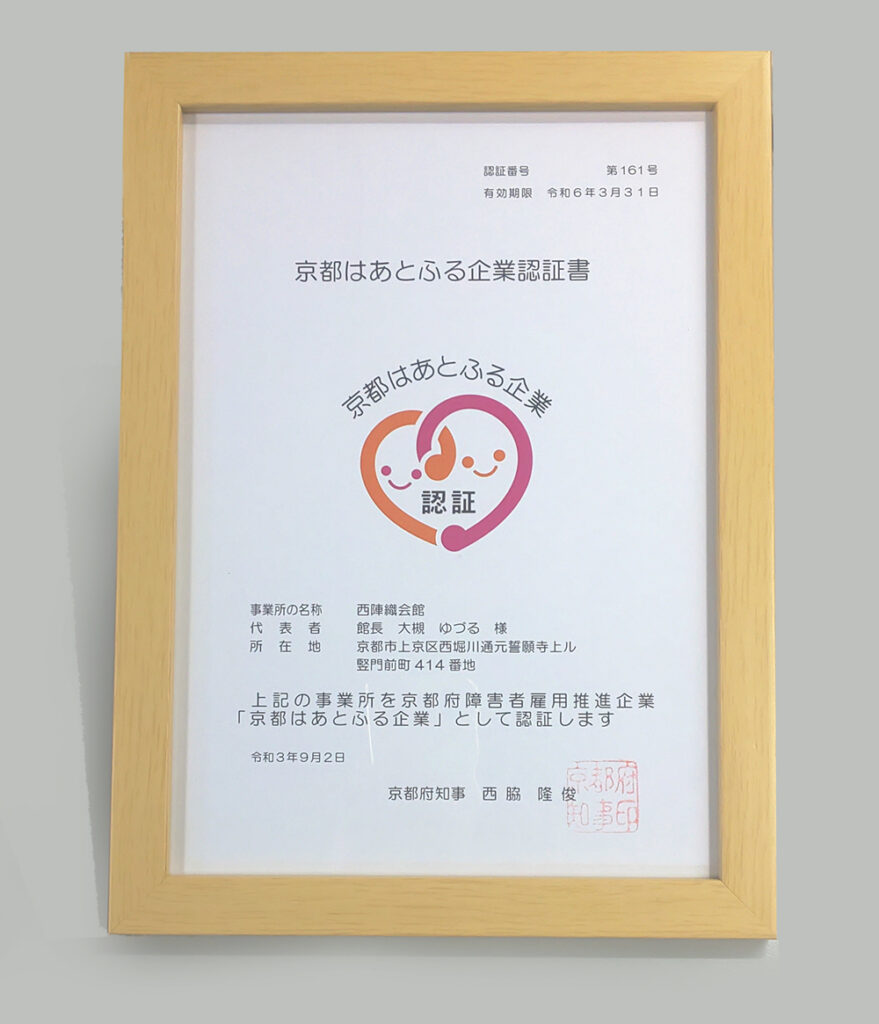 認証番号 第161号
有効期限 令和6年3月31日
京都はあとふる企業認証書
京都はあとふる企業
認証
事業所の名称 西陣織会館
代表者 館長 大槻 ゆづる 様
所在地 京都市上京区西堀川通元誓願寺上ル
竪門前町414番地
上記の事業所を京都府障害者雇用推進企業
「京都はあとふる企業」として認証します
令和3年9月2日
京都府知事 西脇 隆俊
京都府
知事印